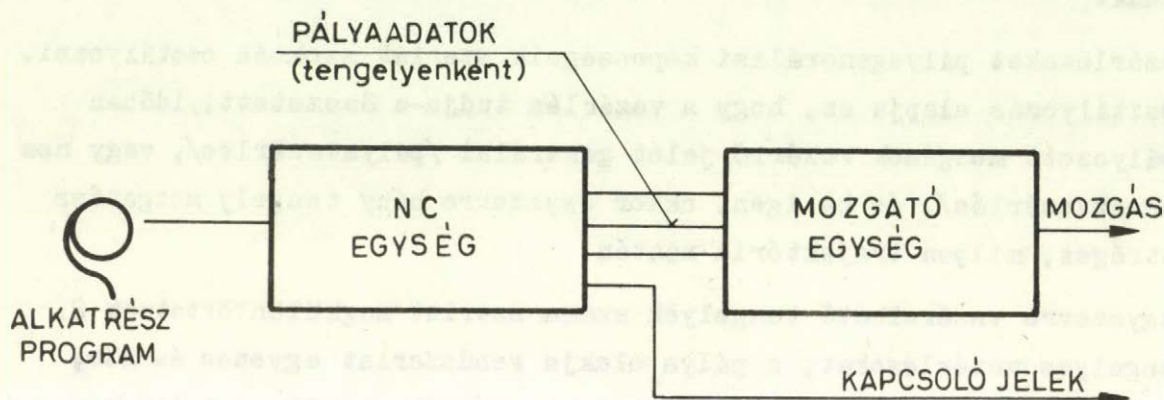 PÁLYAADATOK
(tengelyenként)
NC
EGYSÉG
MOZGATÓ
EGYSÉG
MOZGÁS
ALKATRÉSZ
PROGRAM
KAPCSOLÓ JELEK